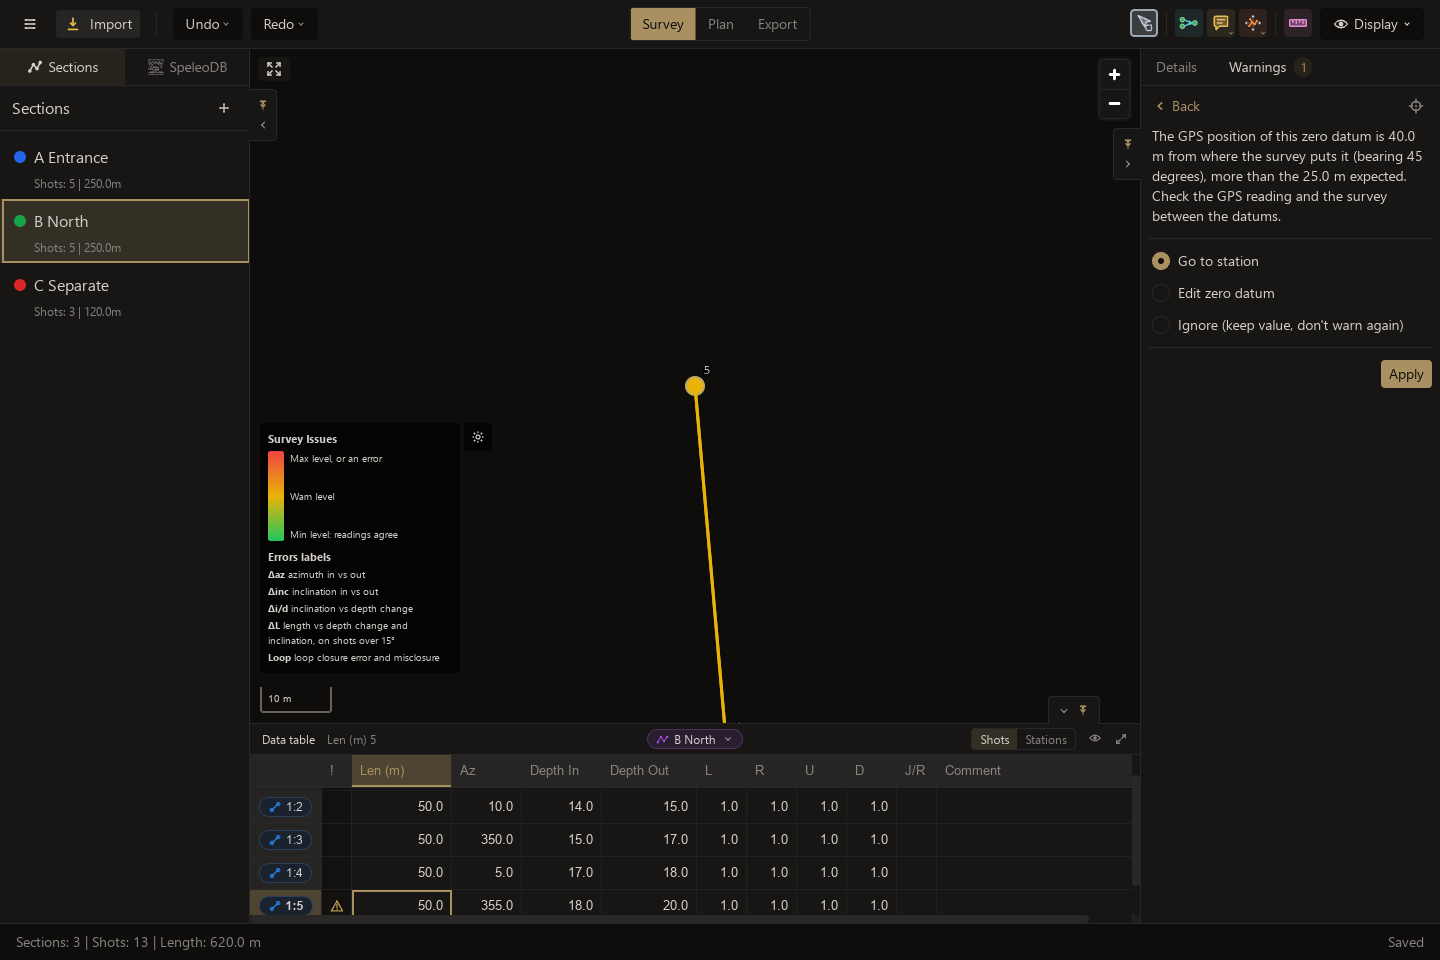 Import
Undo
Redo
Survey
Plan
Export
Display
Sections
SpeleoDB
Sections
A Entrance
Shots: 5 | 250.0m
B North
Shots: 5 | 250.0m
C Separate
Shots: 3 | 120.0m
5
Survey Issues
Max level, or an error
Warn level
Min level: readings agree
Errors labels
Δaz azimuth in vs out
Δinc inclination in vs out
Δi/d inclination vs depth change
ΔL length vs depth change and
inclination, on shots over 15°
Loop loop closure error and misclosure
10 m
Details
Warnings 1
Back
The GPS position of this zero datum is 40.0
m from where the survey puts it (bearing 45
degrees), more than the 25.0 m expected.
Check the GPS reading and the survey
between the datums.
Go to station
Edit zero datum
Ignore (keep value, don't warn again)
Apply
Data table Len (m) 5
B North
Shots Stations
! Len (m) Az Depth In Depth Out L R U D J/R Comment
1:2 50.0 10.0 14.0 15.0 1.0 1.0 1.0 1.0
1:3 50.0 350.0 15.0 17.0 1.0 1.0 1.0 1.0
1:4 50.0 5.0 17.0 18.0 1.0 1.0 1.0 1.0
1:5 50.0 355.0 18.0 20.0 1.0 1.0 1.0 1.0
Sections: 3 | Shots: 13 | Length: 620.0 m
Saved